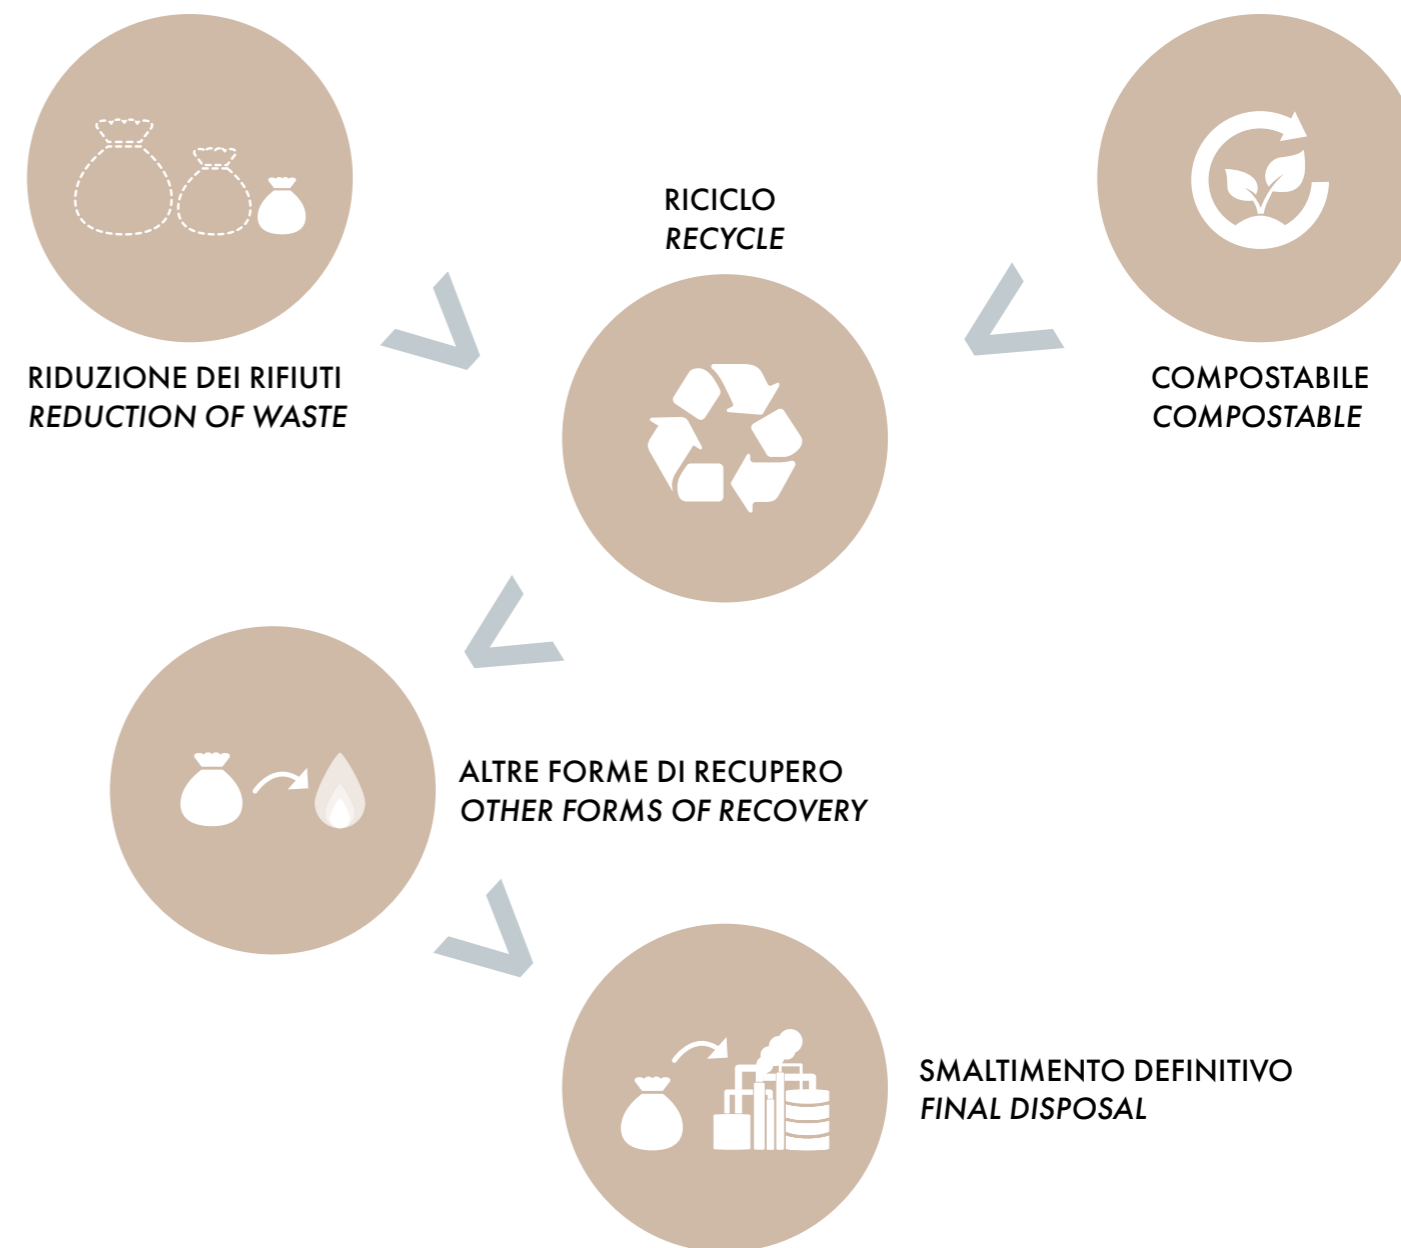 RICICLO
RECYCLE
RIDUZIONE DEI RIFIUTI
REDUCTION OF WASTE
COMPOSTABILE
COMPOSTABLE
ALTRE FORME DI RECUPERO
OTHER FORMS OF RECOVERY
SMALTIMENTO DEFINITIVO
FINAL DISPOSAL